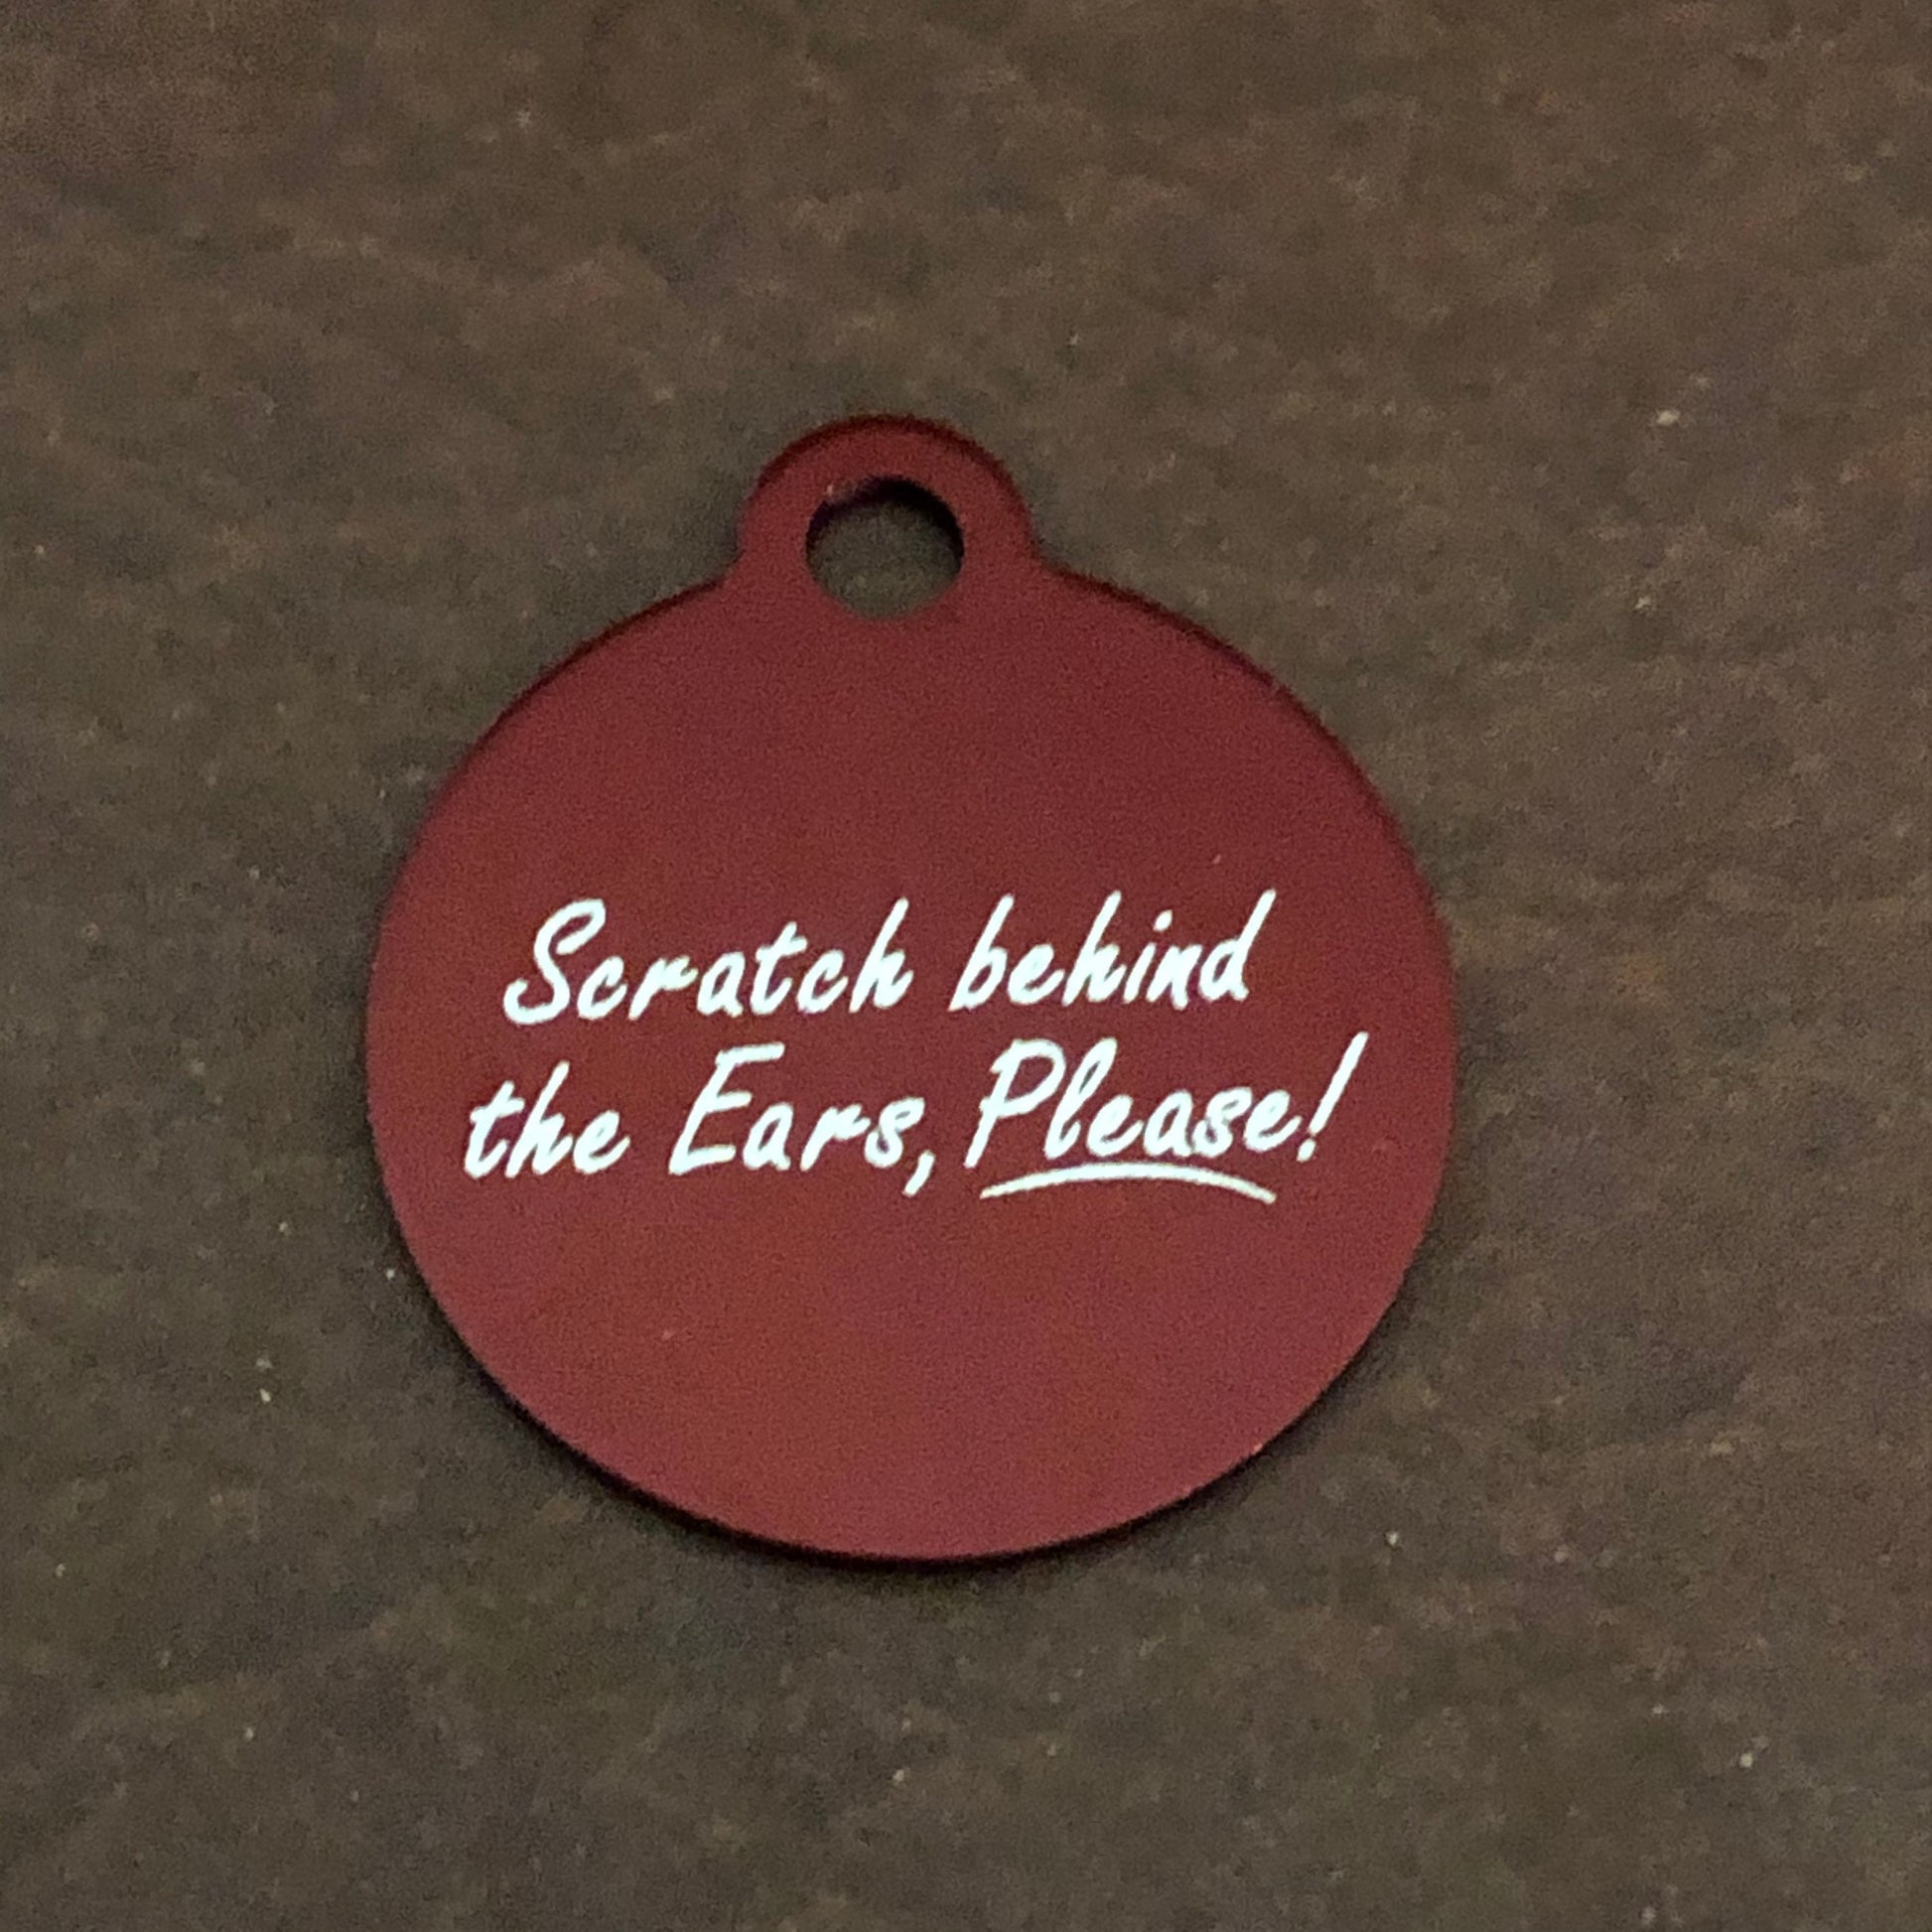 Scratch behind
the Ears, Please!